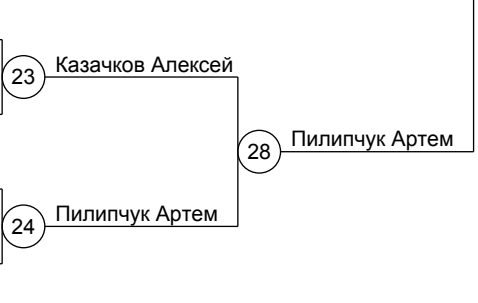 23 Казачков Алексей
28 Пилипчук Артем
24 Пилипчук Артем